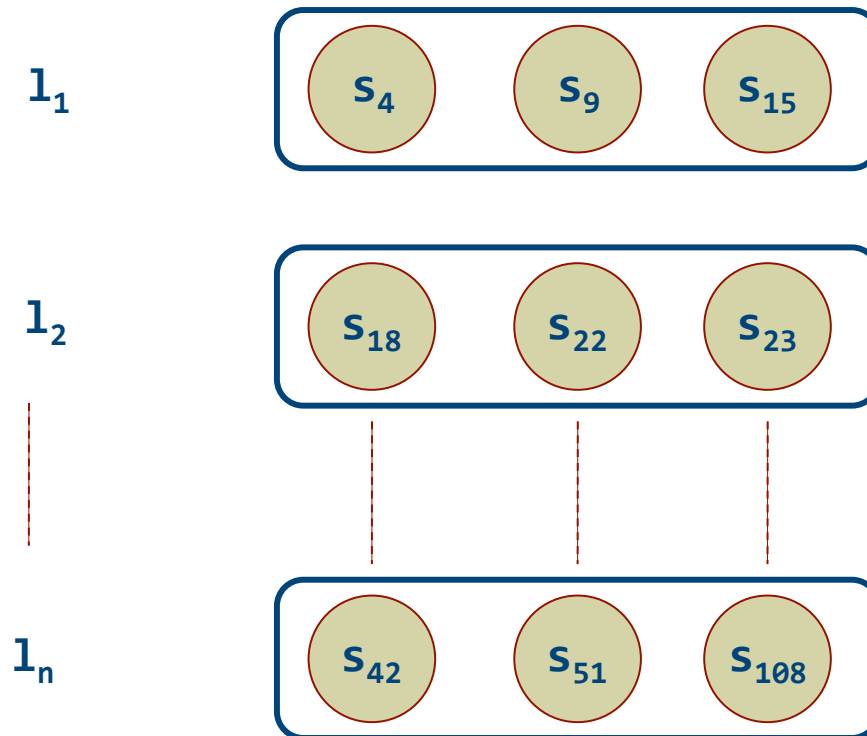 l₁ s₄ s₉ s₁₅
l₂ s₁₈ s₂₂ s₂₃
lₙ s₄₂ s₅₁ s₁₀₈